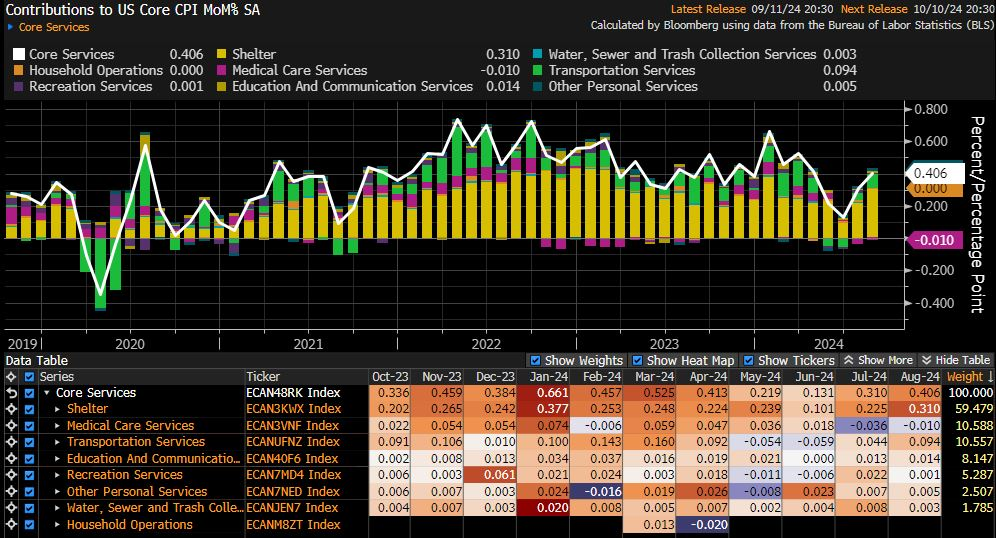 Contributions to US Core CPI MoM% SA
Latest Release 09/11/24 20:30 Next Release 10/10/24 20:30
Core Services
Calculated by Bloomberg using data from the Bureau of Labor Statistics (BLS)
Core Services 0.406 Shelter 0.310 Water, Sewer and Trash Collection Services 0.003
Household Operations 0.000 Medical Care Services -0.010 Transportation Services 0.094
Recreation Services 0.001 Education And Communication Services 0.014 Other Personal Services 0.005
0.800
0.600
0.406
0.000
0.200
-0.010
-0.200
-0.400
Percent/Percentage Point
2019 2020 2021 2022 2023 2024
Data Table Show Weights Show Heat Map Show Tickers Show More Hide Table
Series Ticker Oct-23 Nov-23 Dec-23 Jan-24 Feb-24 Mar-24 Apr-24 May-24 Jun-24 Jul-24 Aug-24 Weight
Core Services ECAN48RK Index 0.336 0.459 0.384 0.661 0.457 0.525 0.413 0.219 0.131 0.310 0.406 100.000
Shelter ECAN3KWX Index 0.202 0.265 0.242 0.377 0.253 0.248 0.224 0.239 0.101 0.225 0.310 59.479
Medical Care Services ECAN3VNF Index 0.022 0.054 0.054 0.074 -0.006 0.059 0.047 0.036 0.018 -0.036 -0.010 10.588
Transportation Services ECANUFNZ Index 0.091 0.106 0.010 0.100 0.143 0.160 0.092 -0.054 -0.059 0.044 0.094 10.557
Education And Communicatio... ECAN40F6 Index 0.002 0.008 0.013 0.034 0.037 0.016 0.034 0.021 0.000 0.013 0.014 8.147
Recreation Services ECAN7MD4 Index 0.006 0.003 0.061 0.021 0.024 0.003 0.018 -0.011 -0.006 0.022 0.001 5.287
Other Personal Services ECAN7NED Index 0.006 0.007 0.003 0.024 -0.016 0.019 0.026 -0.008 0.023 0.007 0.005 2.507
Water, Sewer and Trash Colle... ECANJEN7 Index 0.004 0.007 0.003 0.020 0.008 0.005 0.002 0.007 0.004 0.008 0.003 1.785
Household Operations ECANM8ZT Index 0.013 -0.020